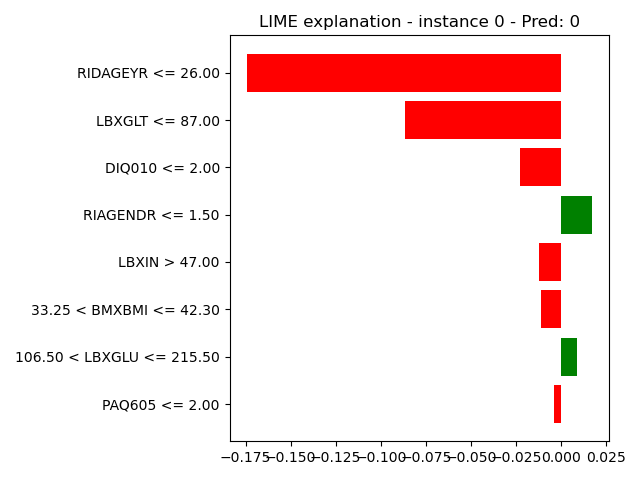 LIME explanation - instance 0 - Pred: 0
RIDAGEYR <= 26.00
LBXGLT <= 87.00
DIQ010 <= 2.00
RIAGENDR <= 1.50
LBXIN > 47.00
33.25 < BMXBMI <= 42.30
106.50 < LBXGLU <= 215.50
PAQ605 <= 2.00
−0.175 −0.150 −0.125 −0.100 −0.075 −0.050 −0.025 0.000 0.025